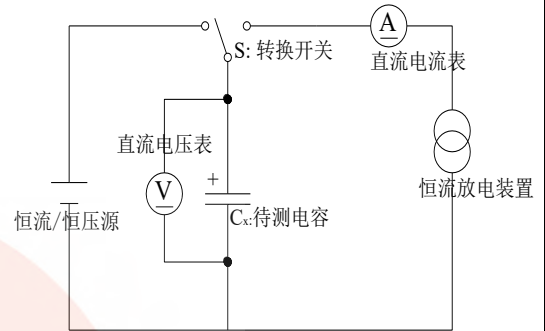 A
S: 转换开关
直流电流表
直流电压表
+
V
恒流放电装置
Cx:待测电容
恒流/恒压源